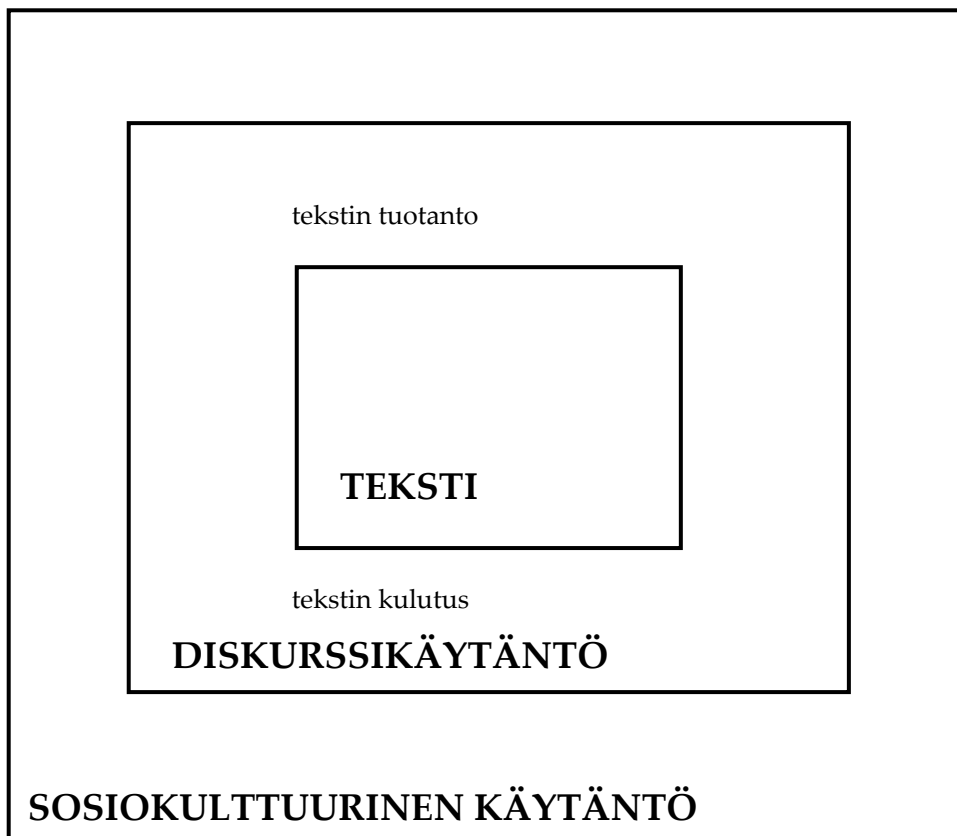 tekstin tuotanto
TEKSTI
tekstin kulutus
DISKURSSIKÄYTÄNTÖ
SOSIOKULTTUURINEN KÄYTÄNTÖ